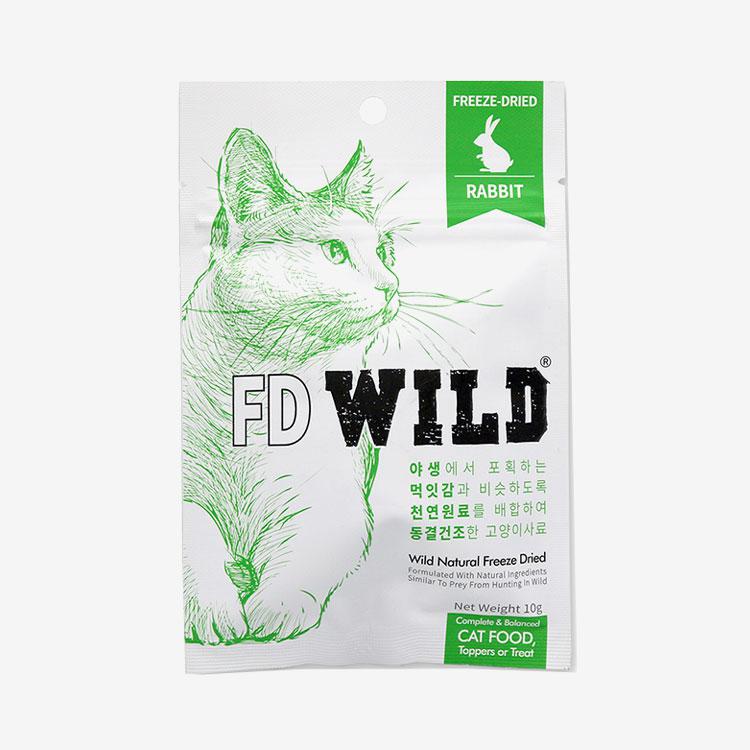 FREEZE-DRIED
RABBIT
FD WILD®
야생에서 포획하는
먹잇감과 비슷하도록
천연원료를 배합하여
동결건조한 고양이사료
Wild Natural Freeze Dried
Formulated With Natural Ingredients
Similar To Prey From Hunting In Wild
Net Weight 10g
Complete & Balanced
CAT FOOD,
Toppers or Treat